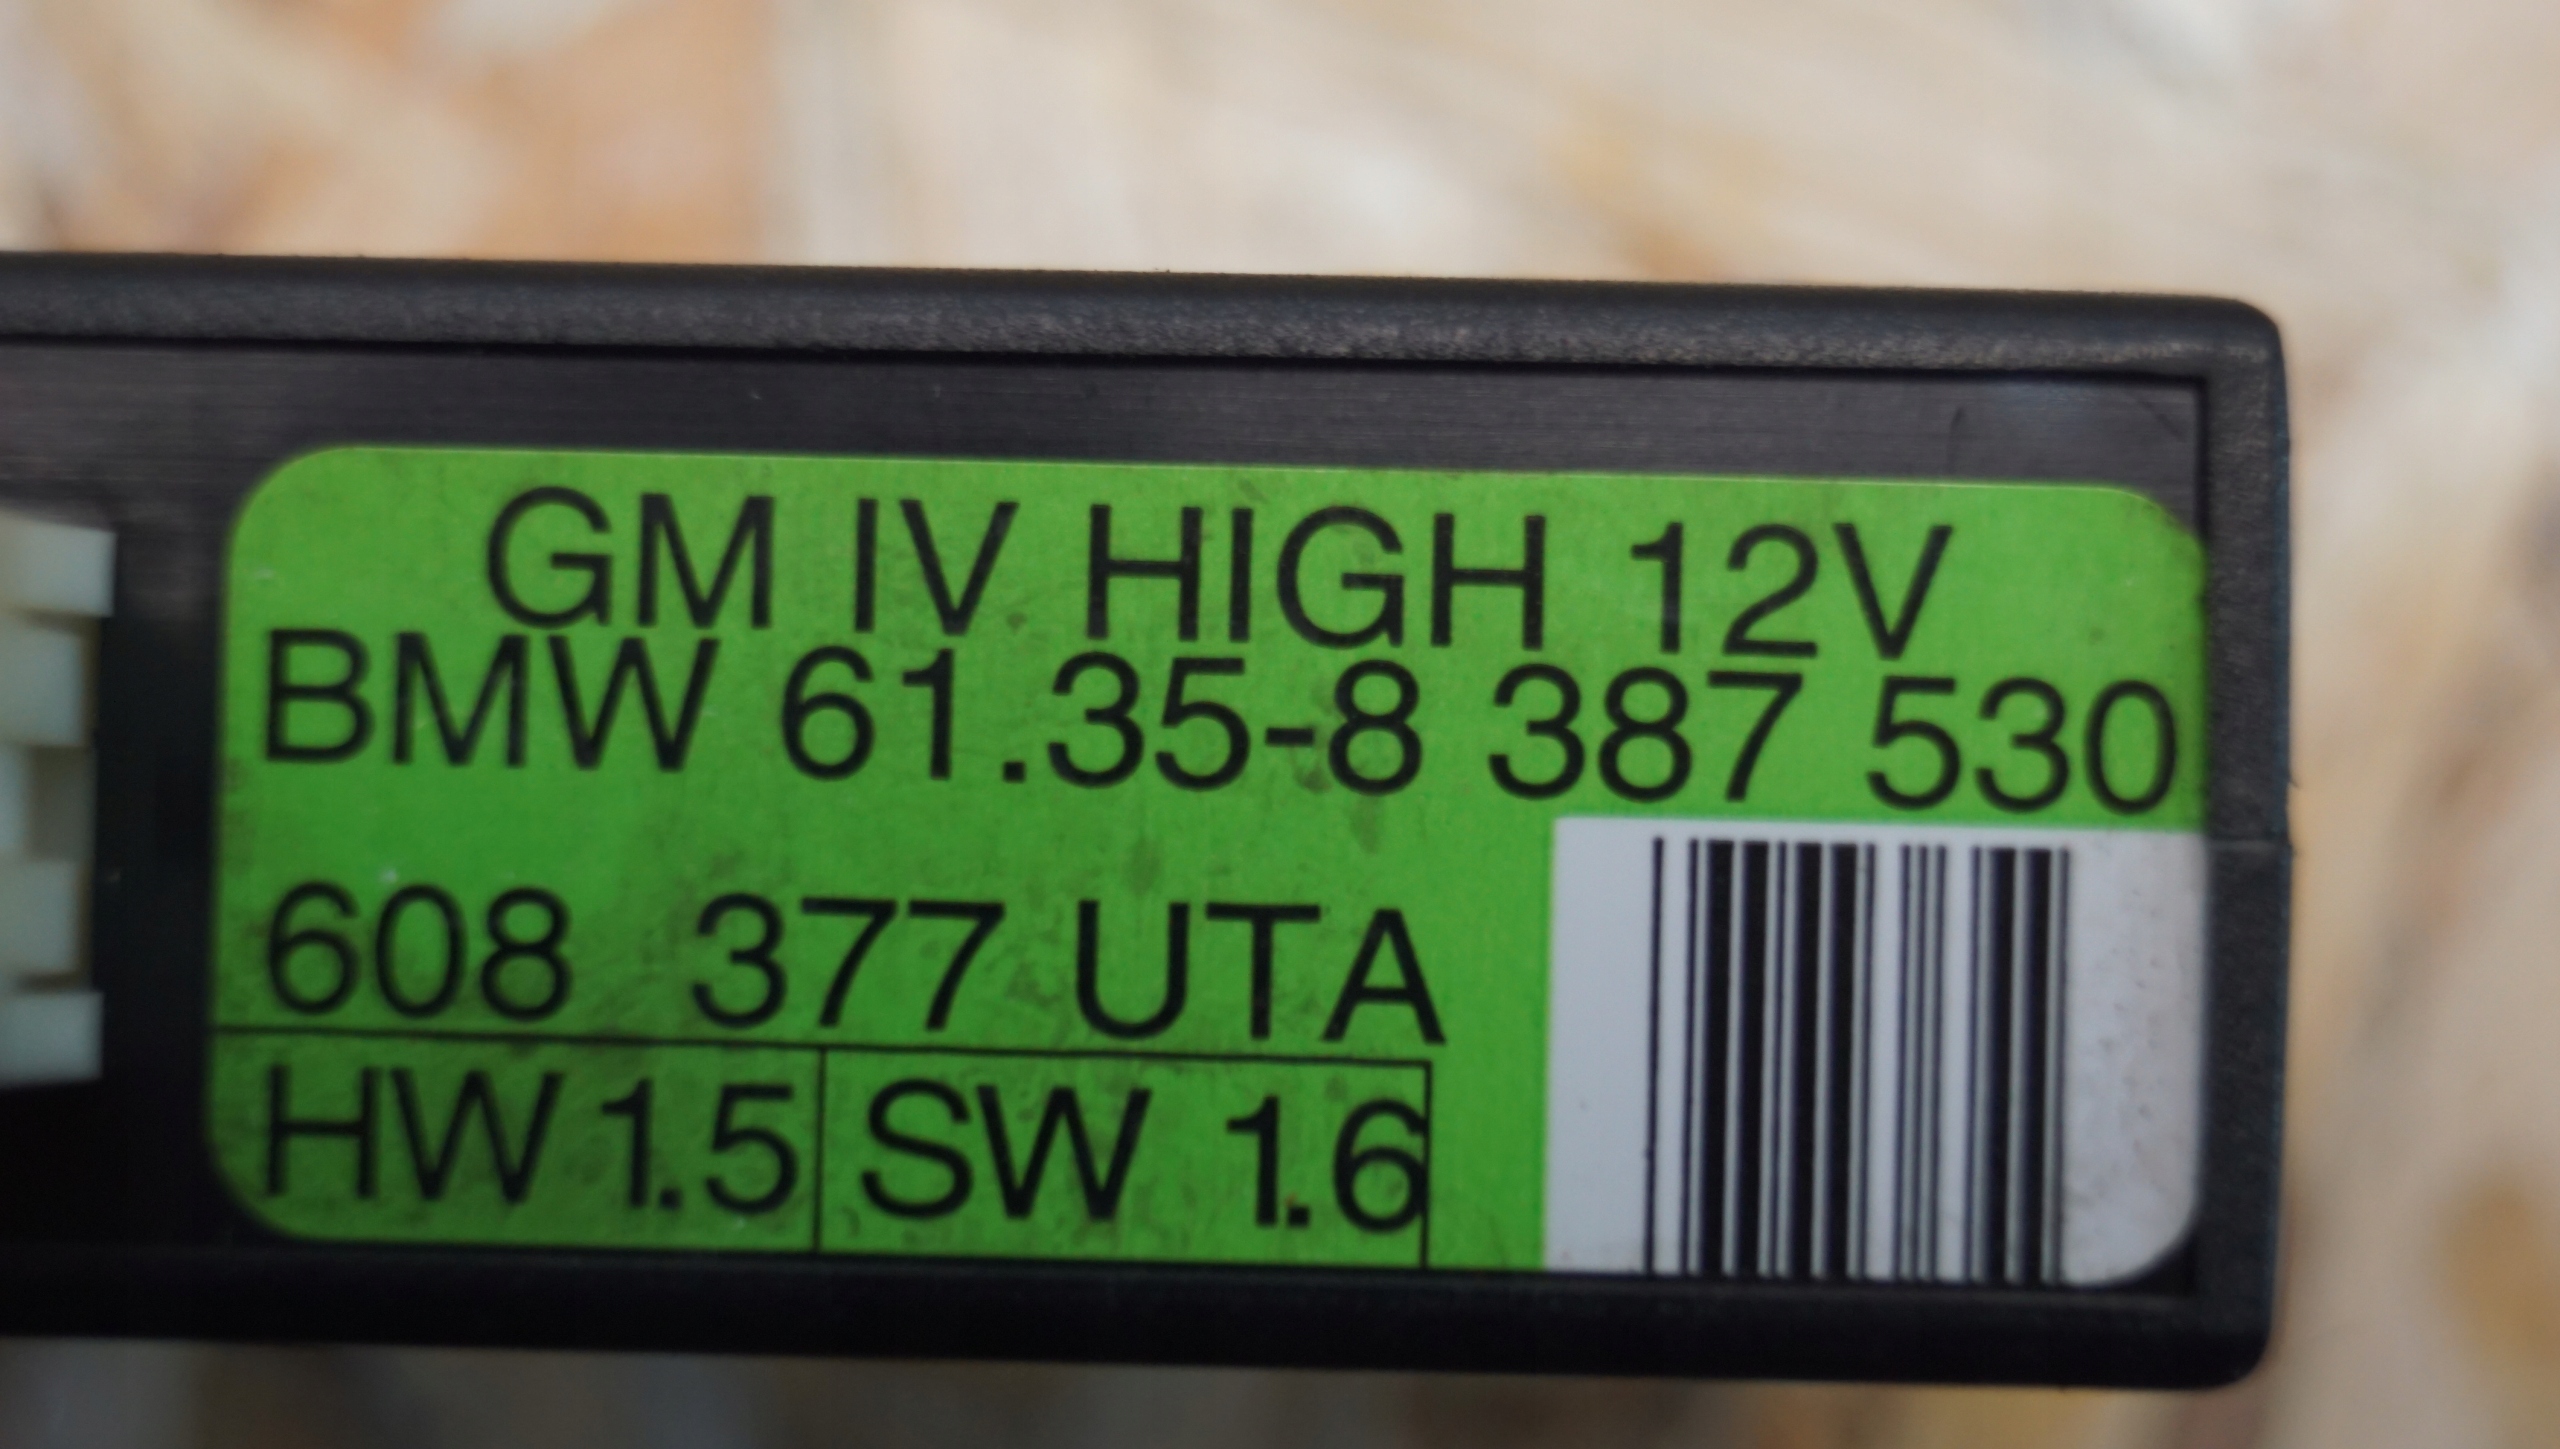 GM IV HIGH 12V
BMW 61.35-8 387 530
608 377 UTA
HW 1.5 SW 1.6